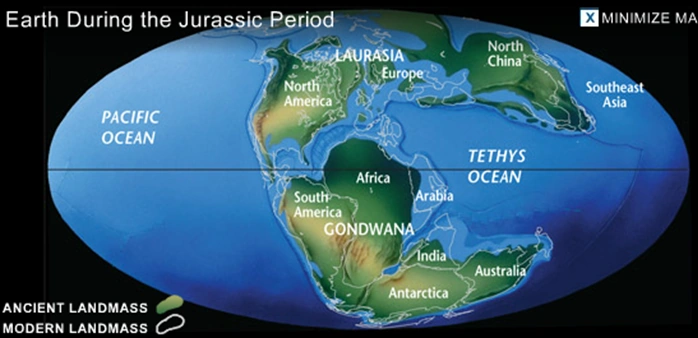 Earth During the Jurassic Period
X MINIMIZE MA
LAURASIA
North
China
Europe
North
America
Southeast
Asia
PACIFIC
OCEAN
TETHYS
OCEAN
Africa
Arabia
South
America
GONDWANA
India
Australia
Antarctica
ANCIENT LANDMASS
MODERN LANDMASS